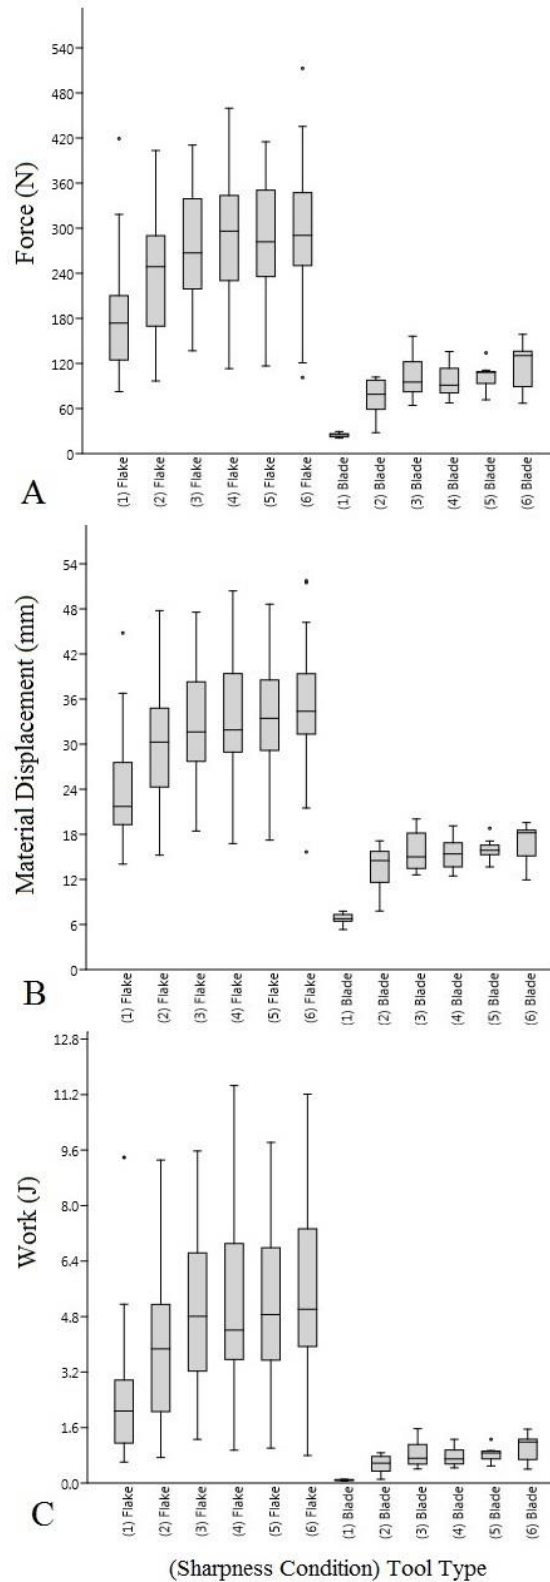 540
480
420
360
300
240
180
120
60
0
Force (N)
(1) Flake
(2) Flake
(3) Flake
(4) Flake
(5) Flake
(6) Flake
(1) Blade
(2) Blade
(3) Blade
(4) Blade
(5) Blade
(6) Blade
A
54
48
42
36
30
24
18
12
6
0
Material Displacement (mm)
(1) Flake
(2) Flake
(3) Flake
(4) Flake
(5) Flake
(6) Flake
(1) Blade
(2) Blade
(3) Blade
(4) Blade
(5) Blade
(6) Blade
B
12.8
11.2
9.6
8.0
6.4
4.8
3.2
1.6
0.0
Work (J)
(1) Flake
(2) Flake
(3) Flake
(4) Flake
(5) Flake
(6) Flake
(1) Blade
(2) Blade
(3) Blade
(4) Blade
(5) Blade
(6) Blade
C
(Sharpness Condition) Tool Type